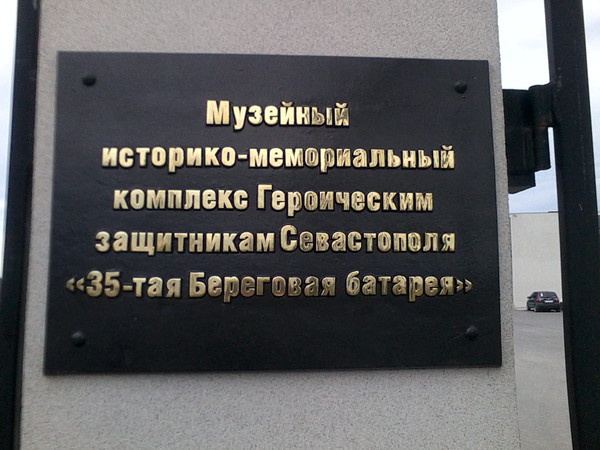 Музейный
историко-мемориальный
комплекс Героическим
защитникам Севастополя
«35-тая Береговая батарея»